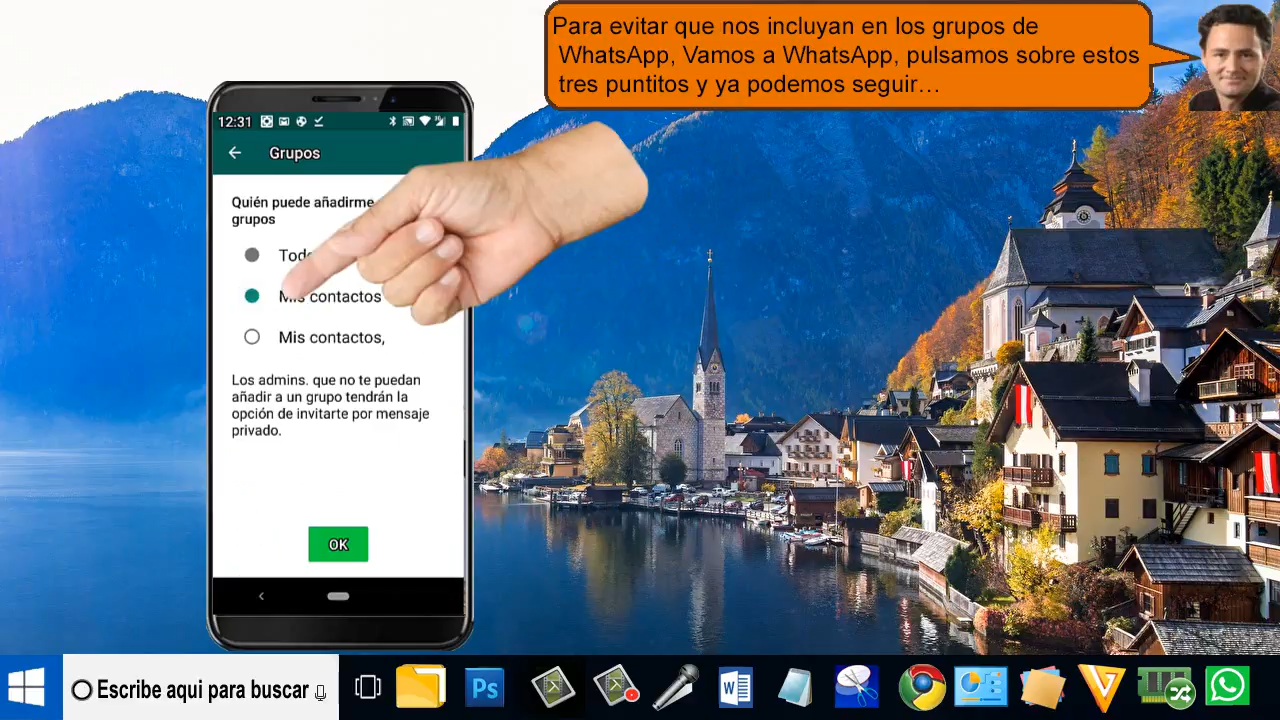 Para evitar que nos incluyan en los grupos de
WhatsApp, Vamos a WhatsApp, pulsamos sobre estos
tres puntitos y ya podemos seguir…
12:31
Grupos
Quién puede añadirme
grupos
Mis contactos
Mis contactos,
Los admins. que no te puedan
añadir a un grupo tendrán la
opción de invitarte por mensaje
privado.
OK
Escribe aqui para buscar
Ps
W